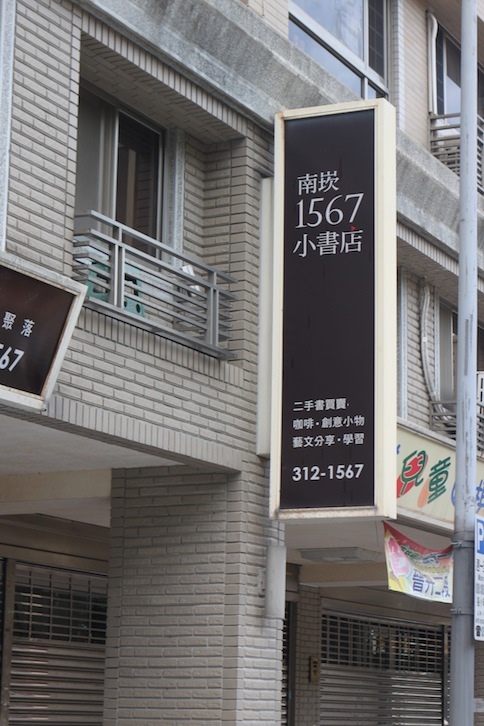 南崁
1567
小書店
二手書買賣·
咖啡·創意小物
藝文分享·學習
312-1567
聚落
567
兒童